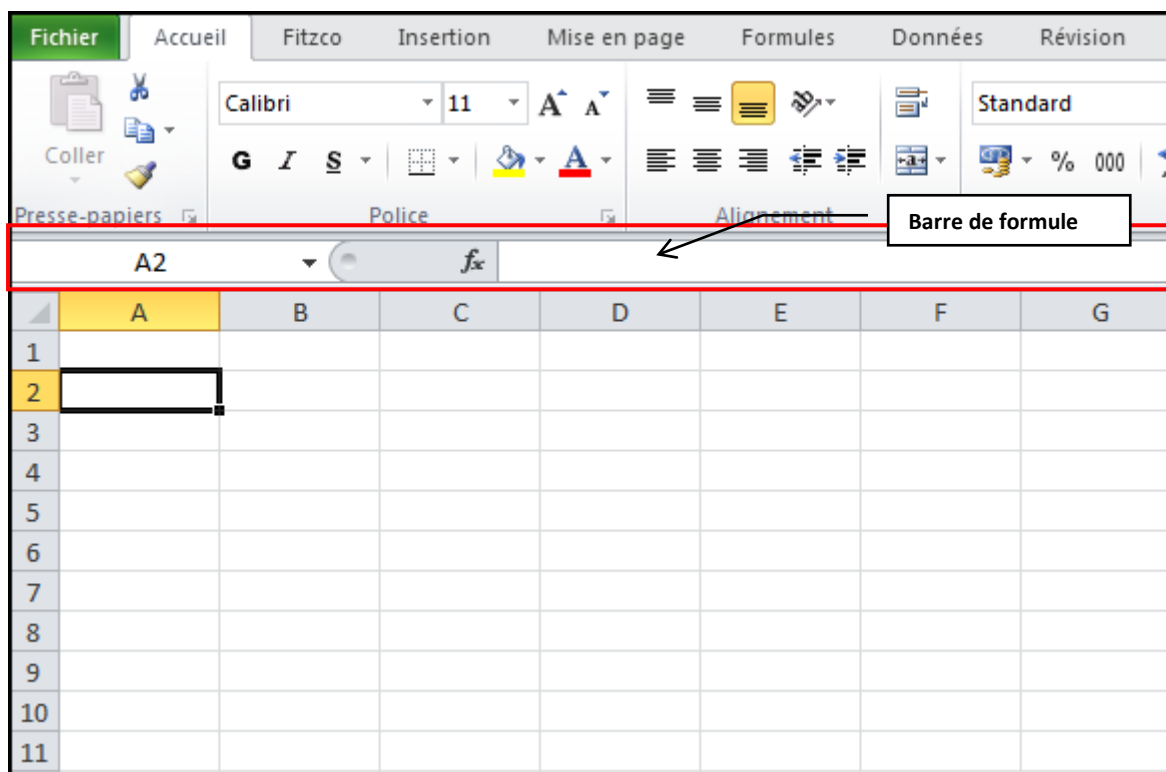 Fichier Accueil Fitzco Insertion Mise en page Formules Données Révision
Calibri 11 A A Standard
Coller
G I S A a % 000
Presse-papiers Police Alignement
Barre de formule
A2 fx
A B C D E F G
1
2
3
4
5
6
7
8
9
10
11